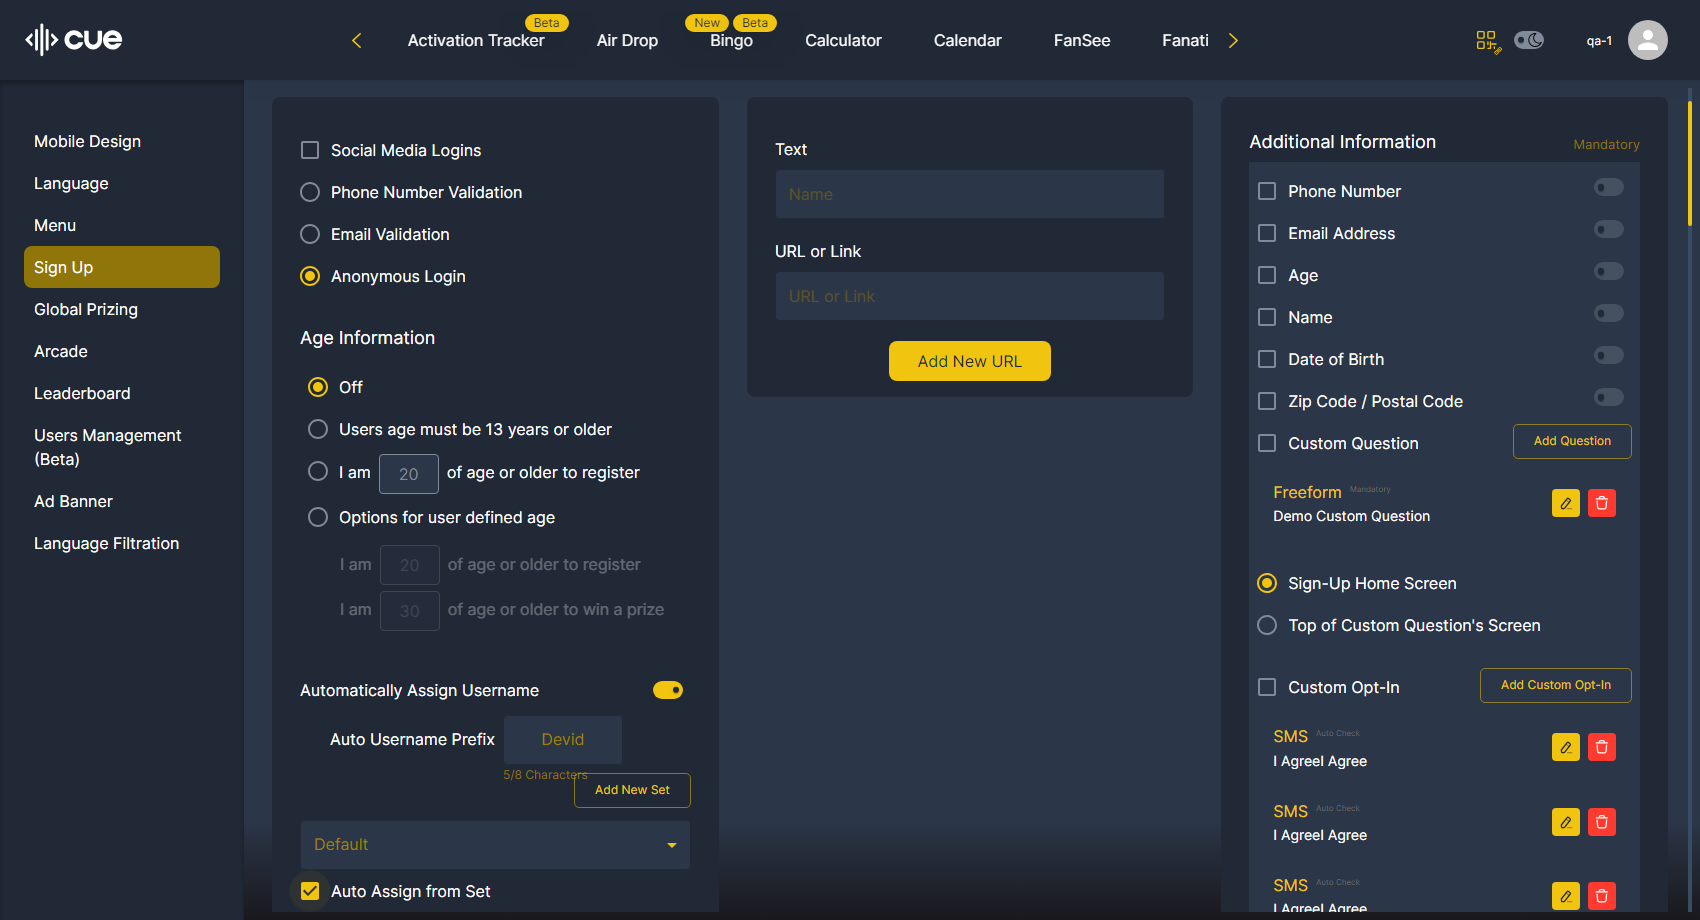 cue
Beta
New
Beta
Activation Tracker
Air Drop
Bingo
Calculator
Calendar
FanSee
Fanati
qa-1
Mobile Design
Language
Menu
Sign Up
Global Prizing
Arcade
Leaderboard
Users Management
(Beta)
Ad Banner
Language Filtration
Social Media Logins
Phone Number Validation
Email Validation
Anonymous Login
Age Information
Off
Users age must be 13 years or older
I am 20 of age or older to register
Options for user defined age
I am 20 of age or older to register
I am 30 of age or older to win a prize
Automatically Assign Username
Auto Username Prefix Devid
5/8 Characters
Add New Set
Default
Auto Assign from Set
Text
Name
URL or Link
URL or Link
Add New URL
Additional Information Mandatory
Phone Number
Email Address
Age
Name
Date of Birth
Zip Code / Postal Code
Custom Question Add Question
Freeform Mandatory
Demo Custom Question
Sign-Up Home Screen
Top of Custom Question's Screen
Custom Opt-In Add Custom Opt-In
SMS Auto Check
I AgreeI Agree
SMS Auto Check
I AgreeI Agree
SMS Auto Check
I AgreeI Agree